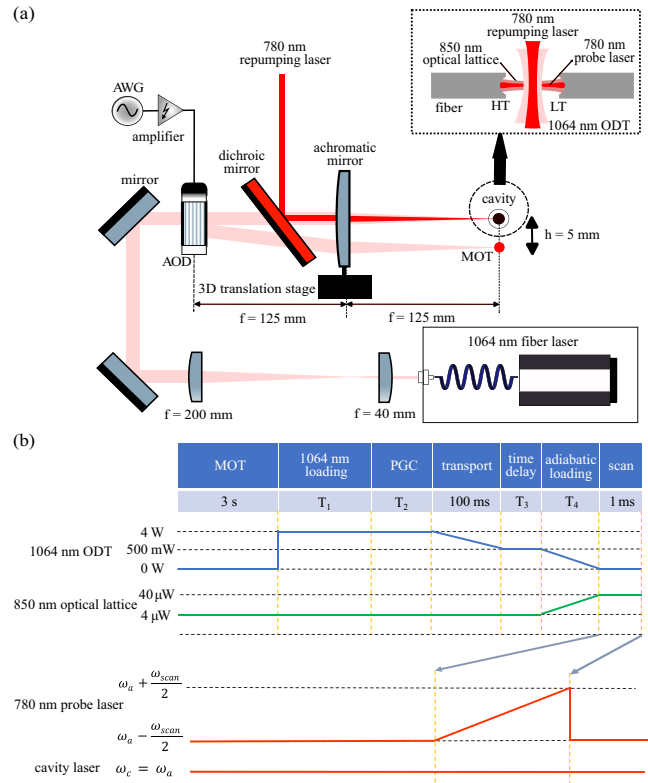 (a)
780 nm
repumping laser
780 nm
repumping laser
850 nm
optical lattice
780 nm
probe laser
fiber
HT
LT
1064 nm ODT
AWG
amplifier
achromatic
mirror
dichroic
mirror
mirror
cavity
h = 5 mm
MOT
AOD
3D translation stage
f = 125 mm
f = 125 mm
1064 nm fiber laser
f = 200 mm
f = 40 mm
(b)
MOT
1064 nm
loading
PGC
transport
time
delay
adiabatic
loading
scan
3 s
T₁
T₂
100 ms
T₃
T₄
1 ms
1064 nm ODT
4 W
500 mW
0 W
850 nm optical lattice
40 μW
4 μW
780 nm probe laser
ωₐ + ω_scan/2
ωₐ − ω_scan/2
cavity laser
ω_c = ωₐ